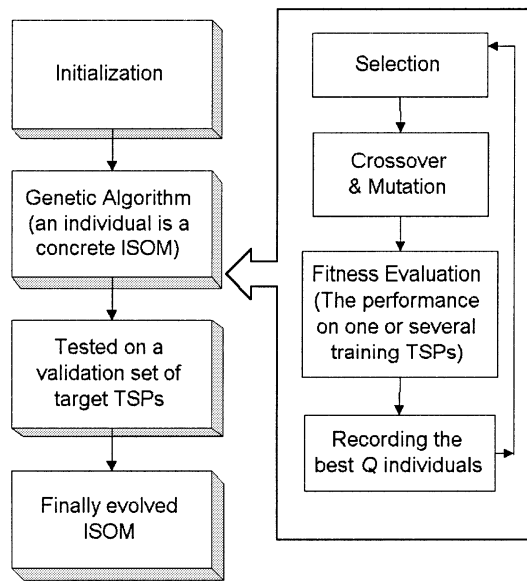 Initialization
Genetic Algorithm
(an individual is a
concrete ISOM)
Tested on a
validation set of
target TSPs
Finally evolved
ISOM
Selection
Crossover
& Mutation
Fitness Evaluation
(The performance
on one or several
training TSPs)
Recording the
best Q individuals